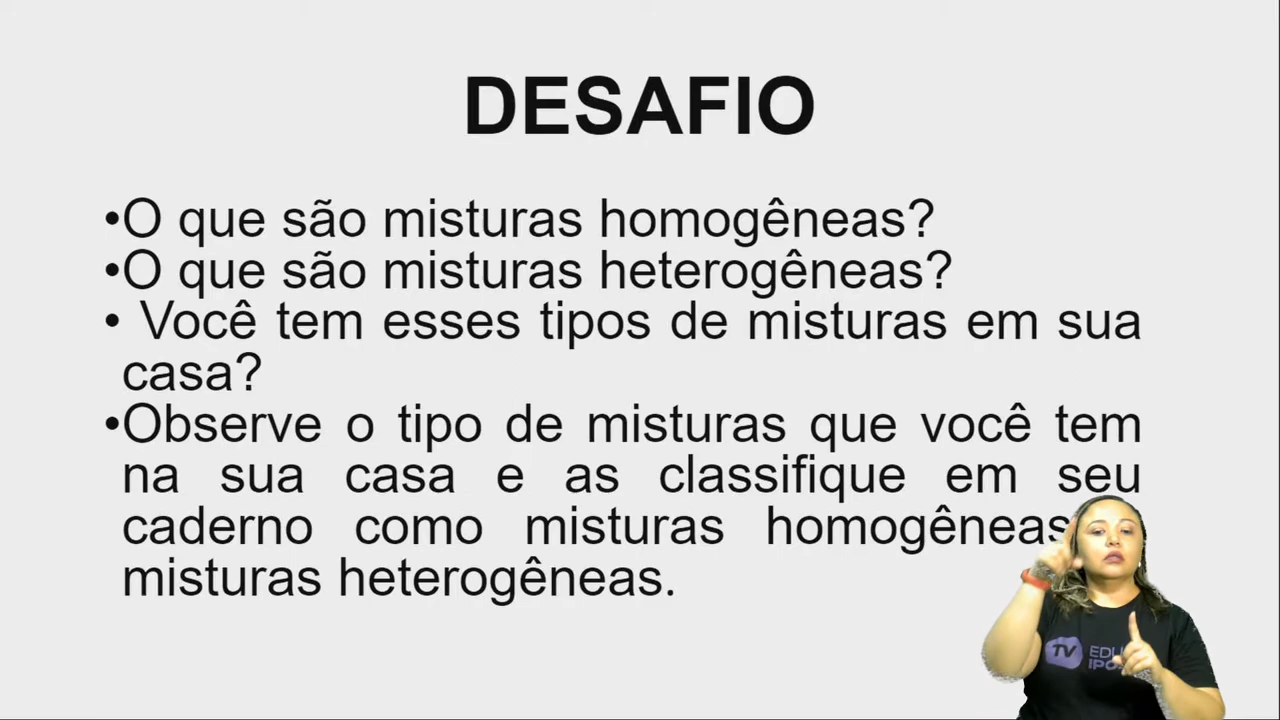 DESAFIO
•O que são misturas homogêneas?
•O que são misturas heterogêneas?
• Você tem esses tipos de misturas em sua
casa?
•Observe o tipo de misturas que você tem
na sua casa e as classifique em seu
caderno como misturas homogêneas
misturas heterogêneas.
TV